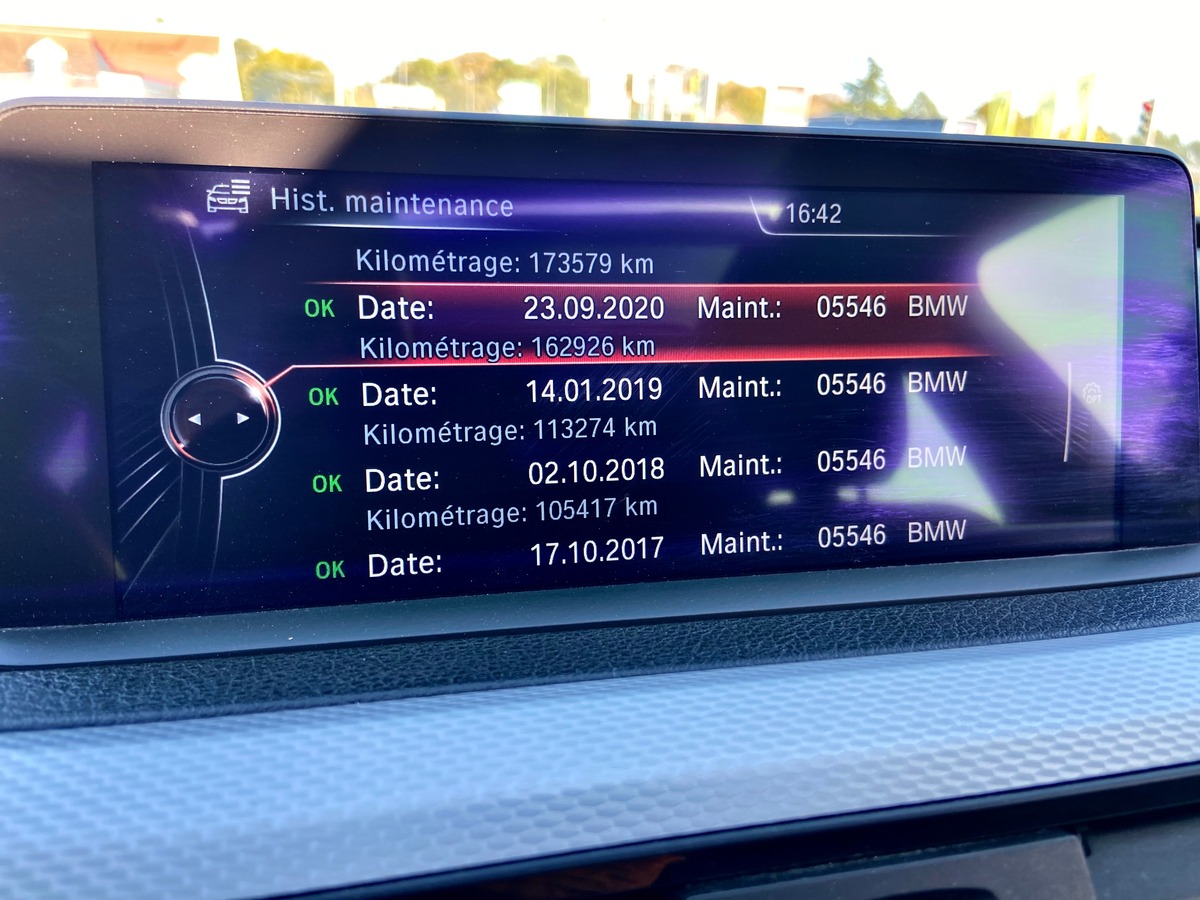 Hist. maintenance
16:42
Kilométrage: 173579 km
OK Date: 23.09.2020 Maint.: 05546 BMW
Kilométrage: 162926 km
OK Date: 14.01.2019 Maint.: 05546 BMW
Kilométrage: 113274 km
OK Date: 02.10.2018 Maint.: 05546 BMW
Kilométrage: 105417 km
OK Date: 17.10.2017 Maint.: 05546 BMW
OPT